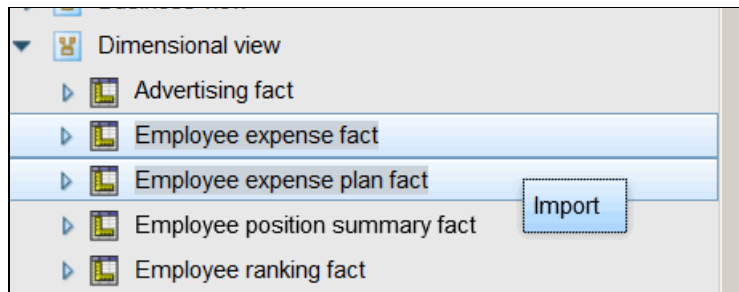 Dimensional view
Advertising fact
Employee expense fact
Employee expense plan fact
Import
Employee position summary fact
Employee ranking fact